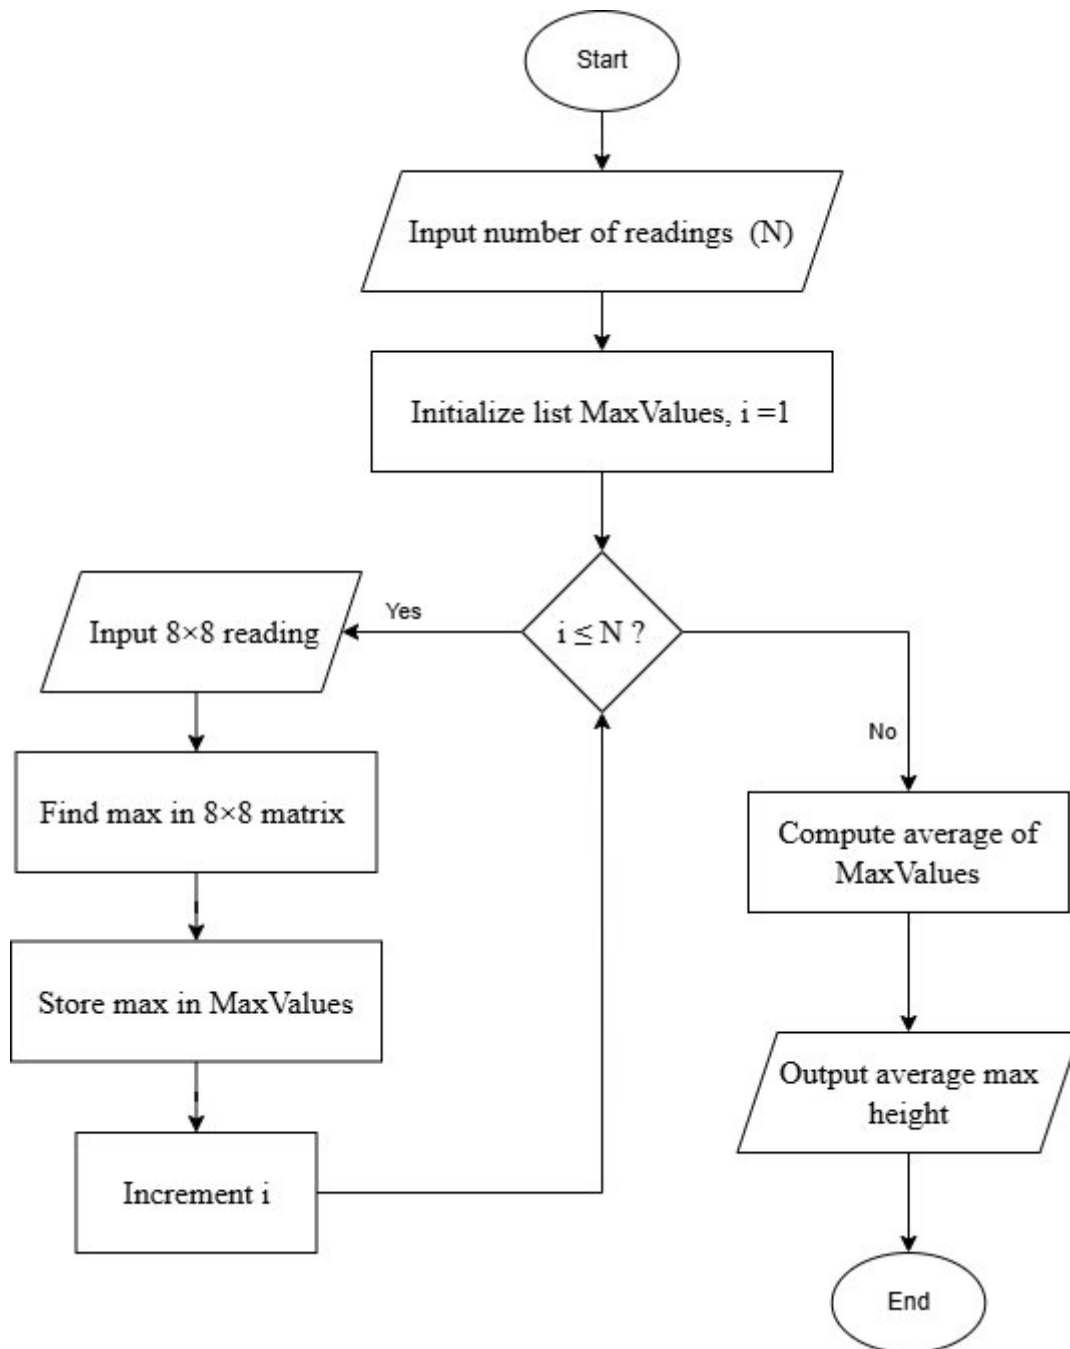 Start
Input number of readings (N)
Initialize list MaxValues, i =1
i ≤ N ?
Yes
Input 8×8 reading
Find max in 8×8 matrix
Store max in MaxValues
Increment i
No
Compute average of
MaxValues
Output average max
height
End